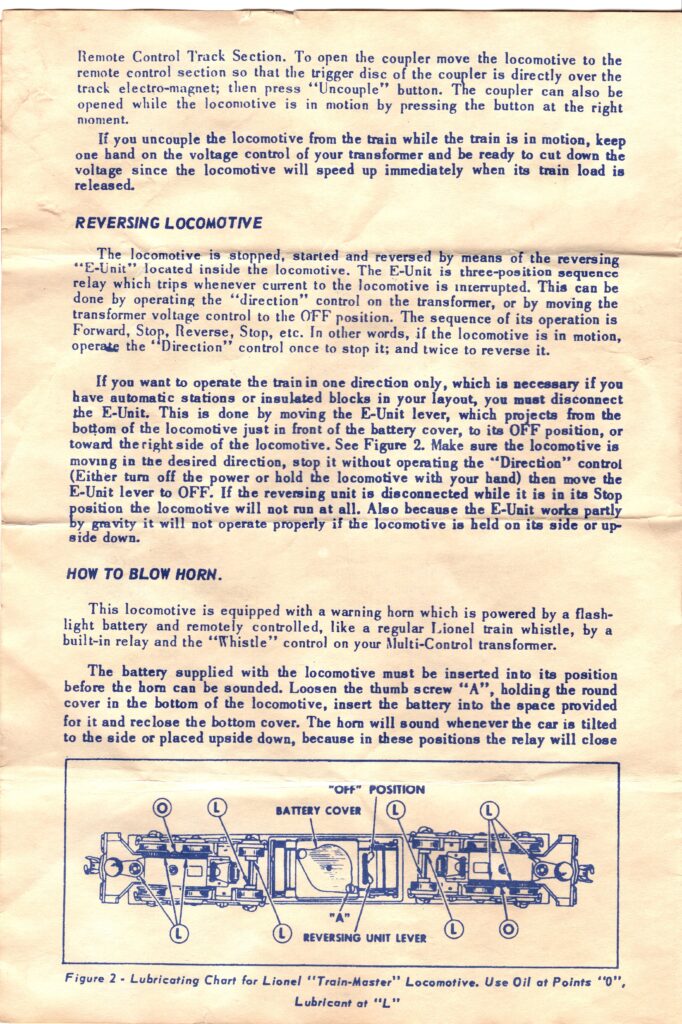 Remote Control Track Section. To open the coupler move the locomotive to the
remote control section so that the trigger disc of the coupler is directly over the
track electro-magnet; then press "Uncouple" button. The coupler can also be
opened while the locomotive is in motion by pressing the button at the right
moment.
If you uncouple the locomotive from the train while the train is in motion, keep
one hand on the voltage control of your transformer and be ready to cut down the
voltage since the locomotive will speed up immediately when its train load is
released.
REVERSING LOCOMOTIVE
The locomotive is stopped, started and reversed by means of the reversing
"E-Unit" located inside the locomotive. The E-Unit is three-position sequence
relay which trips whenever current to the locomotive is interrupted. This can be
done by operating the "direction" control on the transformer, or by moving the
transformer voltage control to the OFF position. The sequence of its operation is
Forward, Stop, Reverse, Stop, etc. In other words, if the locomotive is in motion,
operate the "Direction" control once to stop it; and twice to reverse it.
If you want to operate the train in one direction only, which is necessary if you
have automatic stations or insulated blocks in your layout, you must disconnect
the E-Unit. This is done by moving the E-Unit lever, which projects from the
bottom of the locomotive just in front of the battery cover, to its OFF position, or
toward the right side of the locomotive. See Figure 2. Make sure the locomotive is
moving in the desired direction, stop it without operating the "Direction" control
(Either turn off the power or hold the locomotive with your hand) then move the
E-Unit lever to OFF. If the reversing unit is disconnected while it is in its Stop
position the locomotive will not run at all. Also because the E-Unit works partly
by gravity it will not operate properly if the locomotive is held on its side or up-
side down.
HOW TO BLOW HORN.
This locomotive is equipped with a warning horn which is powered by a flash-
light battery and remotely controlled, like a regular Lionel train whistle, by a
built-in relay and the "Whistle" control on your Multi-Control transformer.
The battery supplied with the locomotive must be inserted into its position
before the horn can be sounded. Loosen the thumb screw "A", holding the round
cover in the bottom of the locomotive, insert the battery into the space provided
for it and reclose the bottom cover. The horn will sound whenever the car is tilted
to the side or placed upside down, because in these positions the relay will close
"OFF" POSITION
BATTERY COVER
O L L L
"A"
L L L O
REVERSING UNIT LEVER
Figure 2 - Lubricating Chart for Lionel "Train-Master" Locomotive. Use Oil at Points "O",
Lubricant at "L"